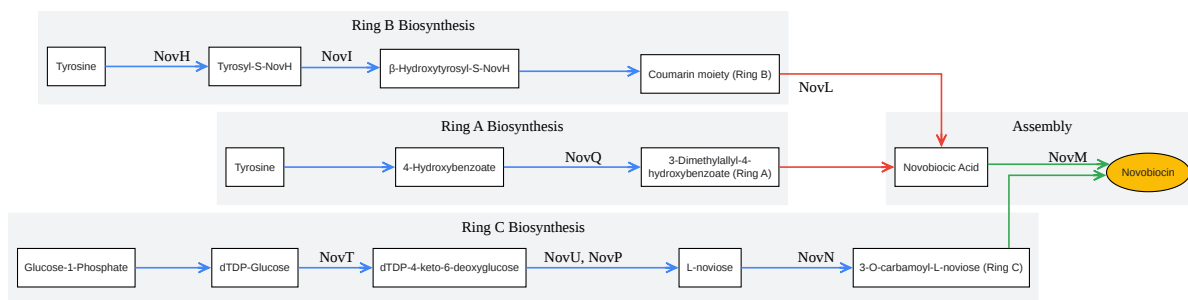 Ring B Biosynthesis
Tyrosine
NovH
Tyrosyl-S-NovH
NovI
β-Hydroxytyrosyl-S-NovH
Coumarin moiety (Ring B)
NovL
Ring A Biosynthesis
Tyrosine
4-Hydroxybenzoate
NovQ
3-Dimethylallyl-4-
hydroxybenzoate (Ring A)
Assembly
Novobiocic Acid
NovM
Novobiocin
Ring C Biosynthesis
Glucose-1-Phosphate
dTDP-Glucose
NovT
dTDP-4-keto-6-deoxyglucose
NovU, NovP
L-noviose
NovN
3-O-carbamoyl-L-noviose (Ring C)